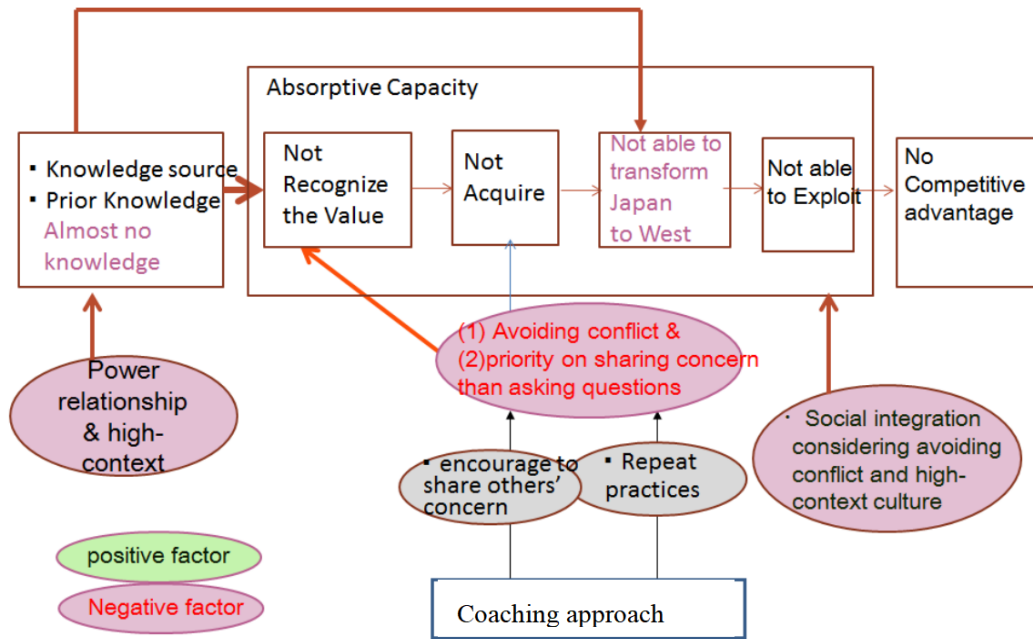 Absorptive Capacity
▪ Knowledge source
▪ Prior Knowledge
Almost no
knowledge
Not
Recognize
the Value
Not
Acquire
Not able to
transform
Japan
to West
Not able
to Exploit
No
Competitive
advantage
(1) Avoiding conflict &
(2)priority on sharing concern
than asking questions
Power
relationship
& high-
context
▪ encourage to
share others’
concern
▪ Repeat
practices
· Social integration
considering avoiding
conflict and high-
context culture
positive factor
Negative factor
Coaching approach